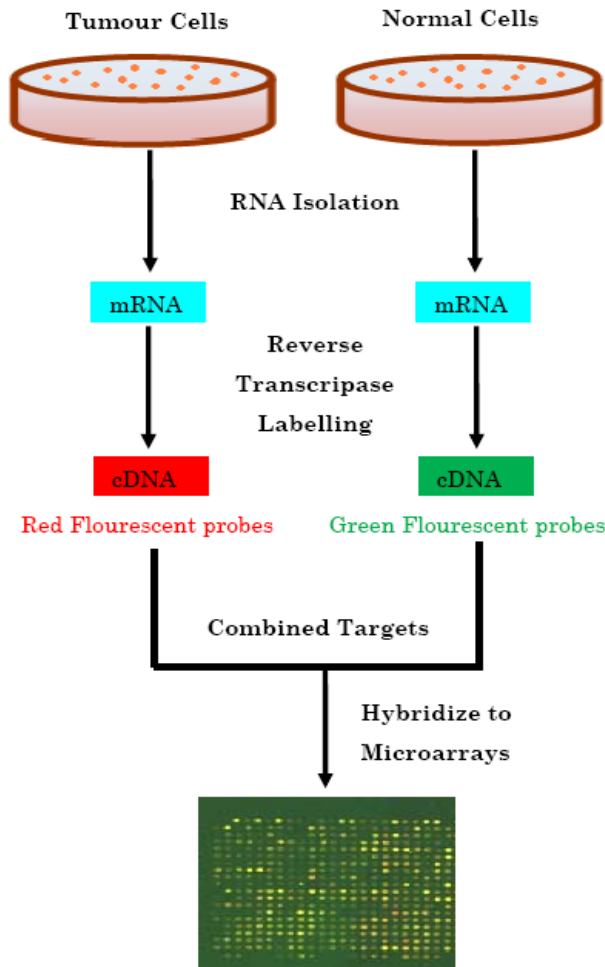 Tumour Cells
Normal Cells
RNA Isolation
mRNA
mRNA
Reverse
Transcripase
Labelling
cDNA
cDNA
Red Flourescent probes
Green Flourescent probes
Combined Targets
Hybridize to
Microarrays